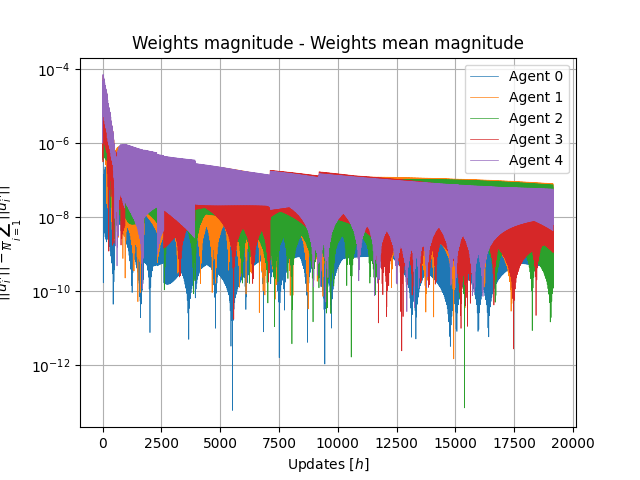 Weights magnitude - Weights mean magnitude
10⁻⁴
10⁻⁶
10⁻⁸
10⁻¹⁰
10⁻¹²
Agent 0
Agent 1
Agent 2
Agent 3
Agent 4
0 2500 5000 7500 10000 12500 15000 17500 20000
Updates [h]